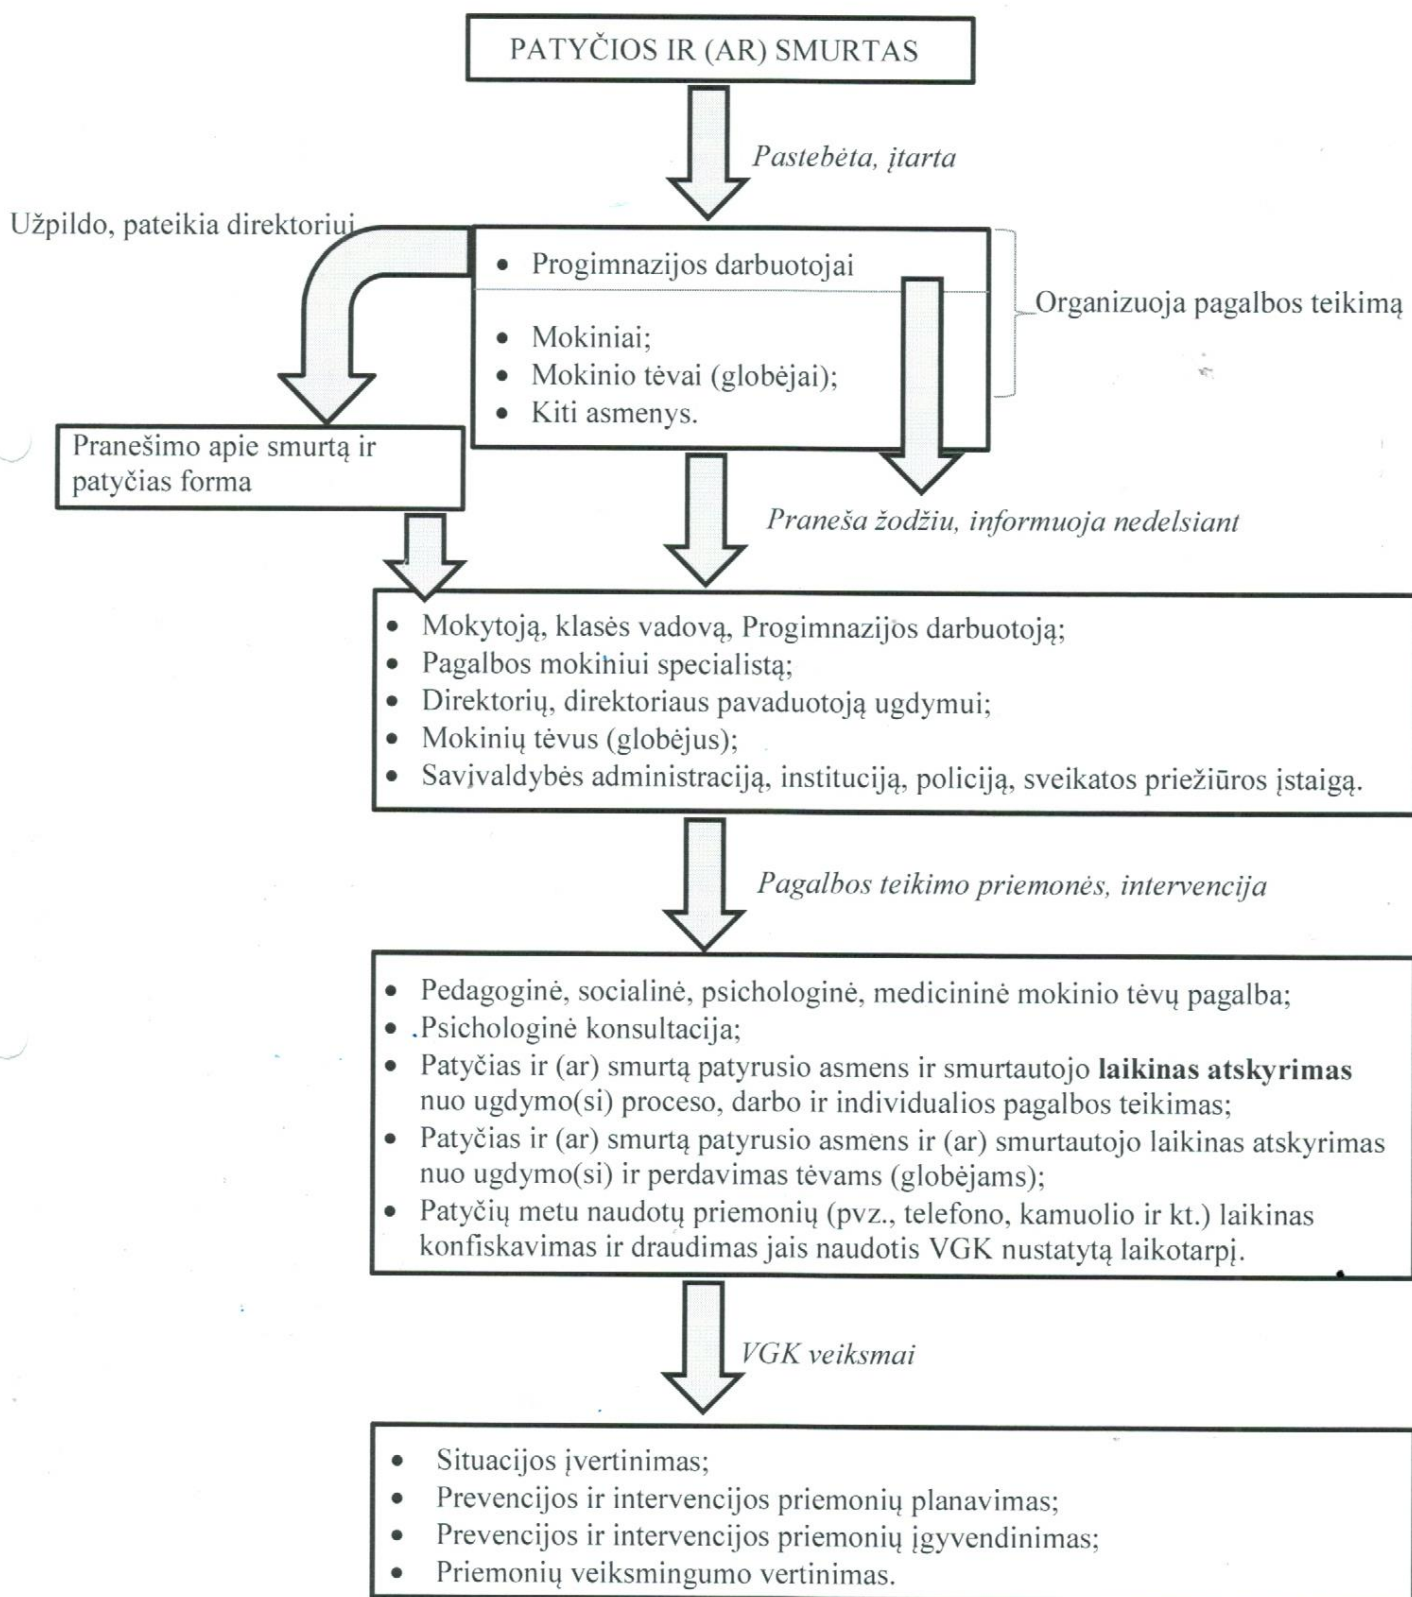 PATYČIOS IR (AR) SMURTAS
Pastebėta, įtarta
Užpildo, pateikia direktoriui
• Progimnazijos darbuotojai
Organizuoja pagalbos teikimą
• Mokiniai;
• Mokinio tėvai (globėjai);
• Kiti asmenys.
Pranešimo apie smurtą ir
patyčias forma
Praneša žodžiu, informuoja nedelsiant
• Mokytoją, klasės vadovą, Progimnazijos darbuotoją;
• Pagalbos mokiniui specialistą;
• Direktorių, direktoriaus pavaduotoją ugdymui;
• Mokinių tėvus (globėjus);
• Savivaldybės administraciją, instituciją, policiją, sveikatos priežiūros įstaigą.
Pagalbos teikimo priemonės, intervencija
• Pedagoginė, socialinė, psichologinė, medicininė mokinio tėvų pagalba;
• Psichologinė konsultacija;
• Patyčias ir (ar) smurtą patyrusio asmens ir smurtautojo laikinas atskyrimas
nuo ugdymo(si) proceso, darbo ir individualios pagalbos teikimas;
• Patyčias ir (ar) smurtą patyrusio asmens ir (ar) smurtautojo laikinas atskyrimas
nuo ugdymo(si) ir perdavimas tėvams (globėjams);
• Patyčių metu naudotų priemonių (pvz., telefono, kamuolio ir kt.) laikinas
konfiskavimas ir draudimas jais naudotis VGK nustatytą laikotarpį.
VGK veiksmai
• Situacijos įvertinimas;
• Prevencijos ir intervencijos priemonių planavimas;
• Prevencijos ir intervencijos priemonių įgyvendinimas;
• Priemonių veiksmingumo vertinimas.